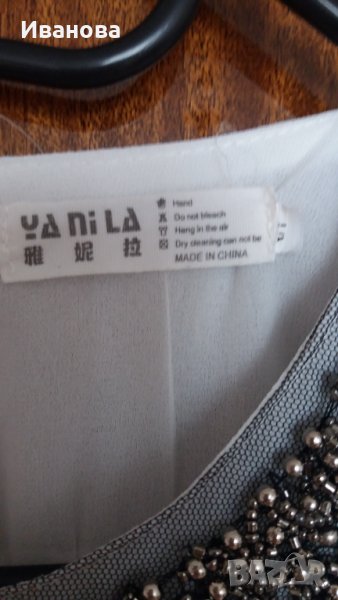 Иванова
YANiLA
雅妮拉
Hand
Do not bleach
Hang in the air
Dry cleaning can not be
MADE IN CHINA
BAZAR